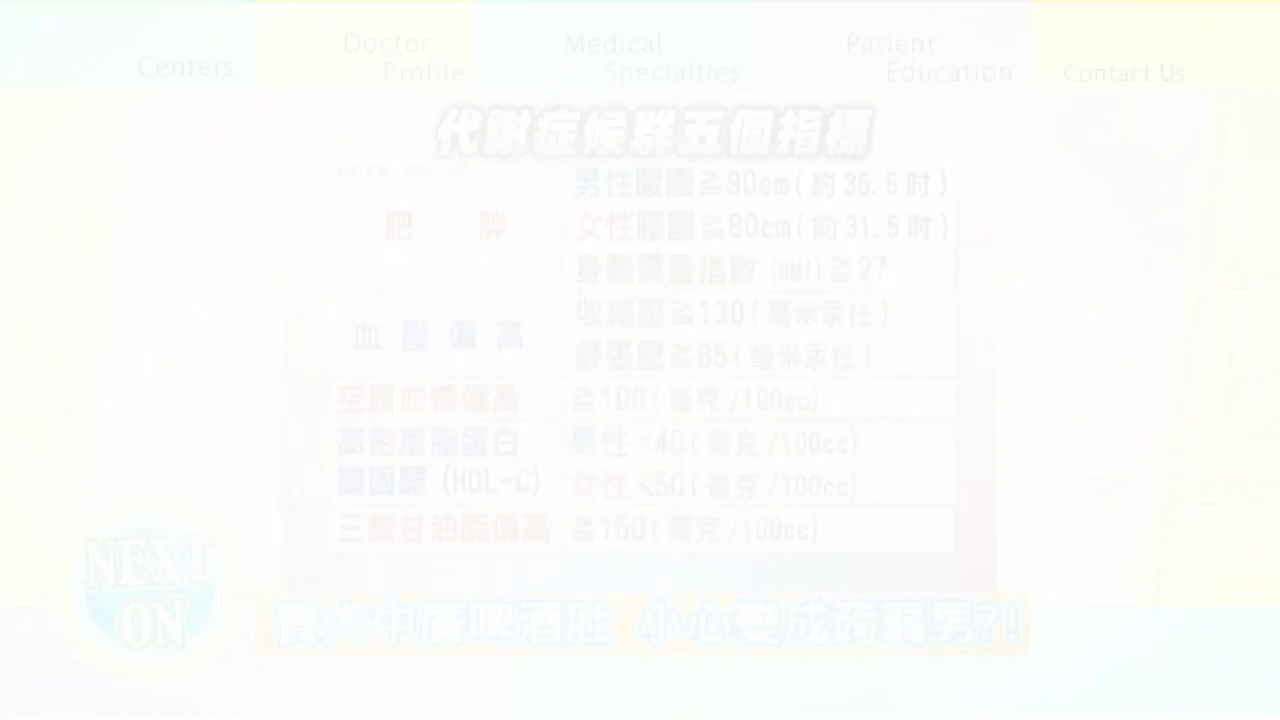 Centers
Doctor
Profile
Medical
Specialties
Patient
Education
Contact Us
代謝症候群五個指標
肥 胖
男性腰圍≧90cm(約35.5吋)
女性腰圍≧80cm(約31.5吋)
身體質量指數(BMI)≧27
血壓偏高
收縮壓≧130(毫米汞柱)
舒張壓≧85(毫米汞柱)
空腹血糖偏高
≧100(毫克/100cc)
高密度脂蛋白
膽固醇(HDL-C)
男性<40(毫克/100cc)
女性<50(毫克/100cc)
三酸甘油酯偏高
≧150(毫克/100cc)
NEXT
ON
養大中廣啤酒肚 小心變成蒟蒻男?!